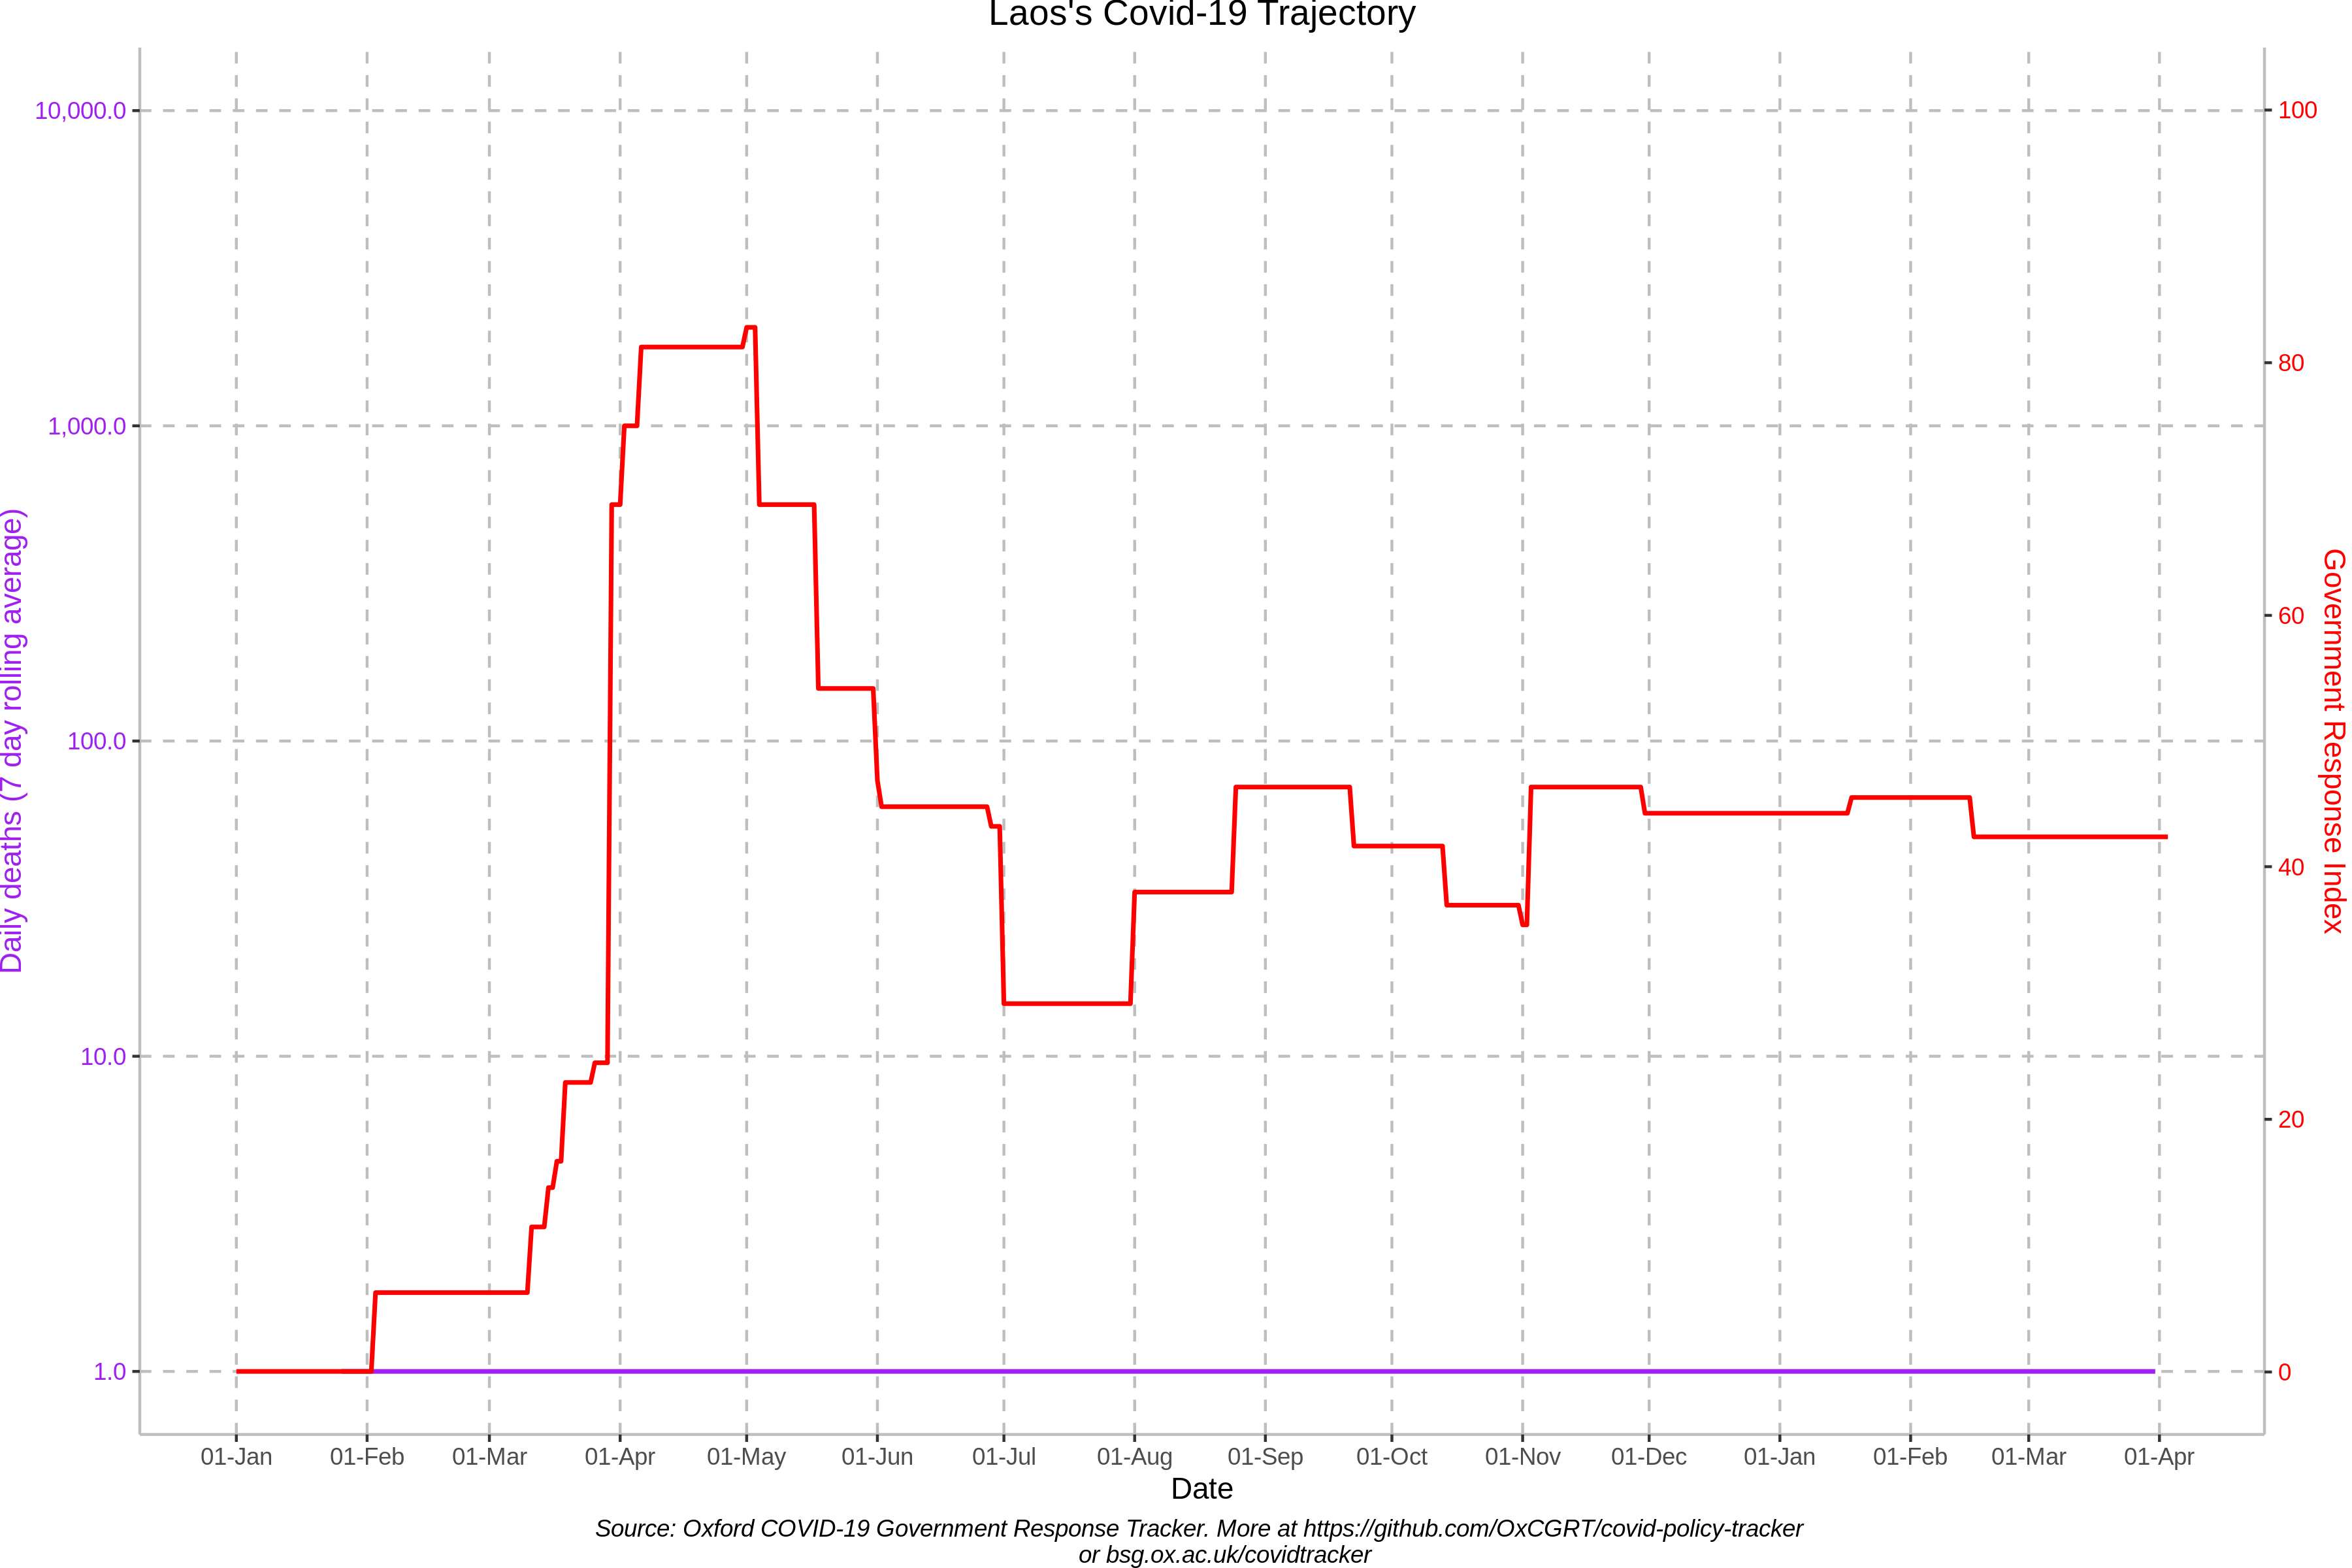 Laos's Covid-19 Trajectory
10,000.0
1,000.0
100.0
10.0
1.0
Daily deaths (7 day rolling average)
100
80
60
40
20
0
Government Response Index
01-Jan 01-Feb 01-Mar 01-Apr 01-May 01-Jun 01-Jul 01-Aug 01-Sep 01-Oct 01-Nov 01-Dec 01-Jan 01-Feb 01-Mar 01-Apr
Date
Source: Oxford COVID-19 Government Response Tracker. More at https://github.com/OxCGRT/covid-policy-tracker
or bsg.ox.ac.uk/covidtracker